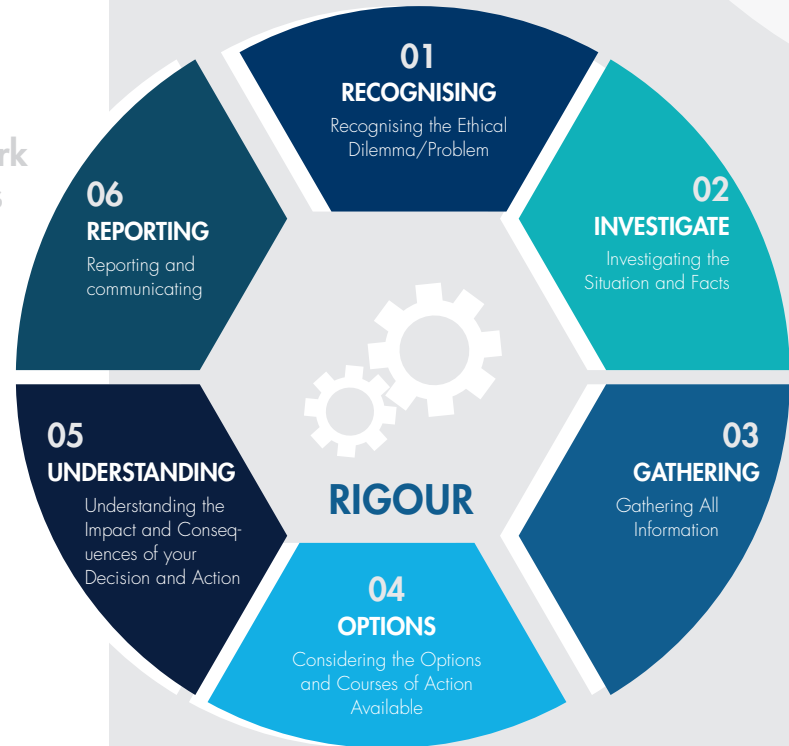 01
RECOGNISING
Recognising the Ethical
Dilemma/Problem
02
INVESTIGATE
Investigating the
Situation and Facts
03
GATHERING
Gathering All
Information
04
OPTIONS
Considering the Options
and Courses of Action
Available
05
UNDERSTANDING
Understanding the
Impact and Conseq-
uences of your
Decision and Action
06
REPORTING
Reporting and
communicating
RIGOUR